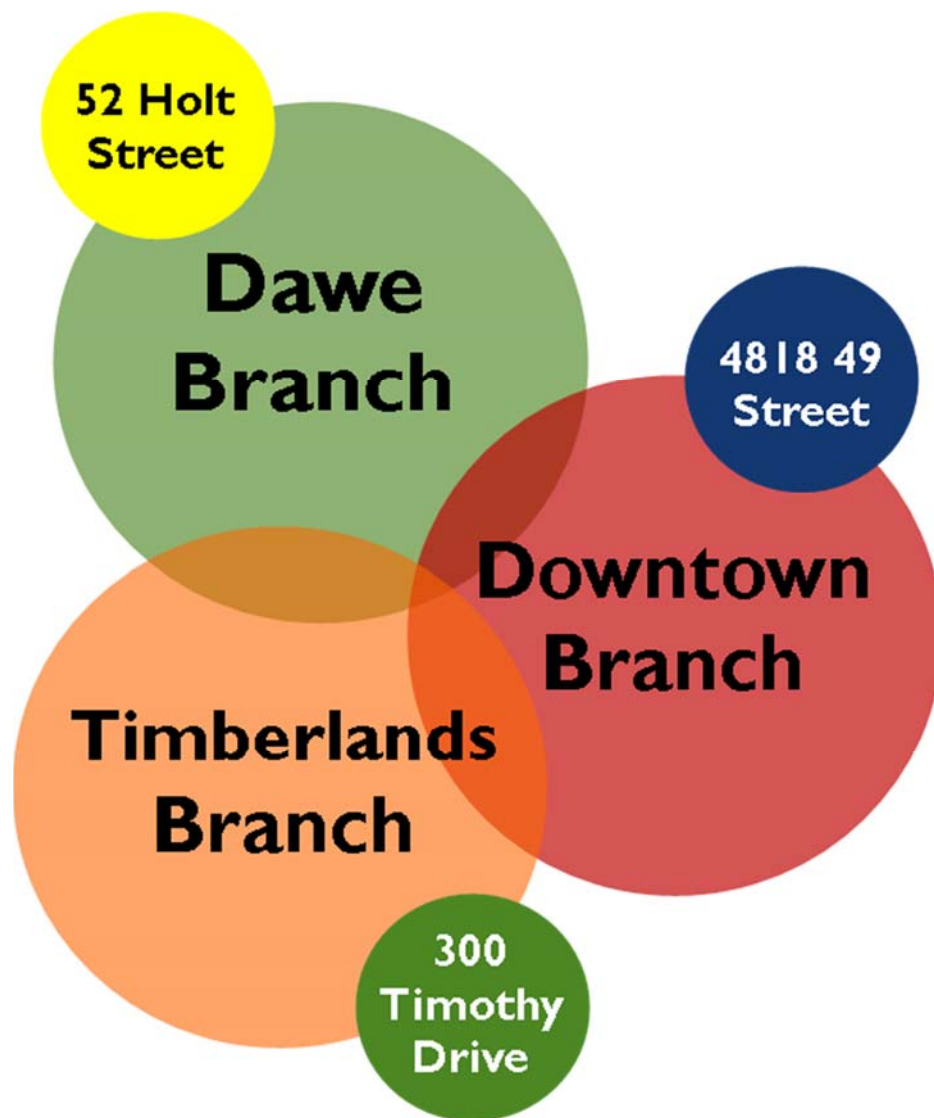 52 Holt
Street
Dawe
Branch
4818 49
Street
Downtown
Branch
Timberlands
Branch
300
Timothy
Drive